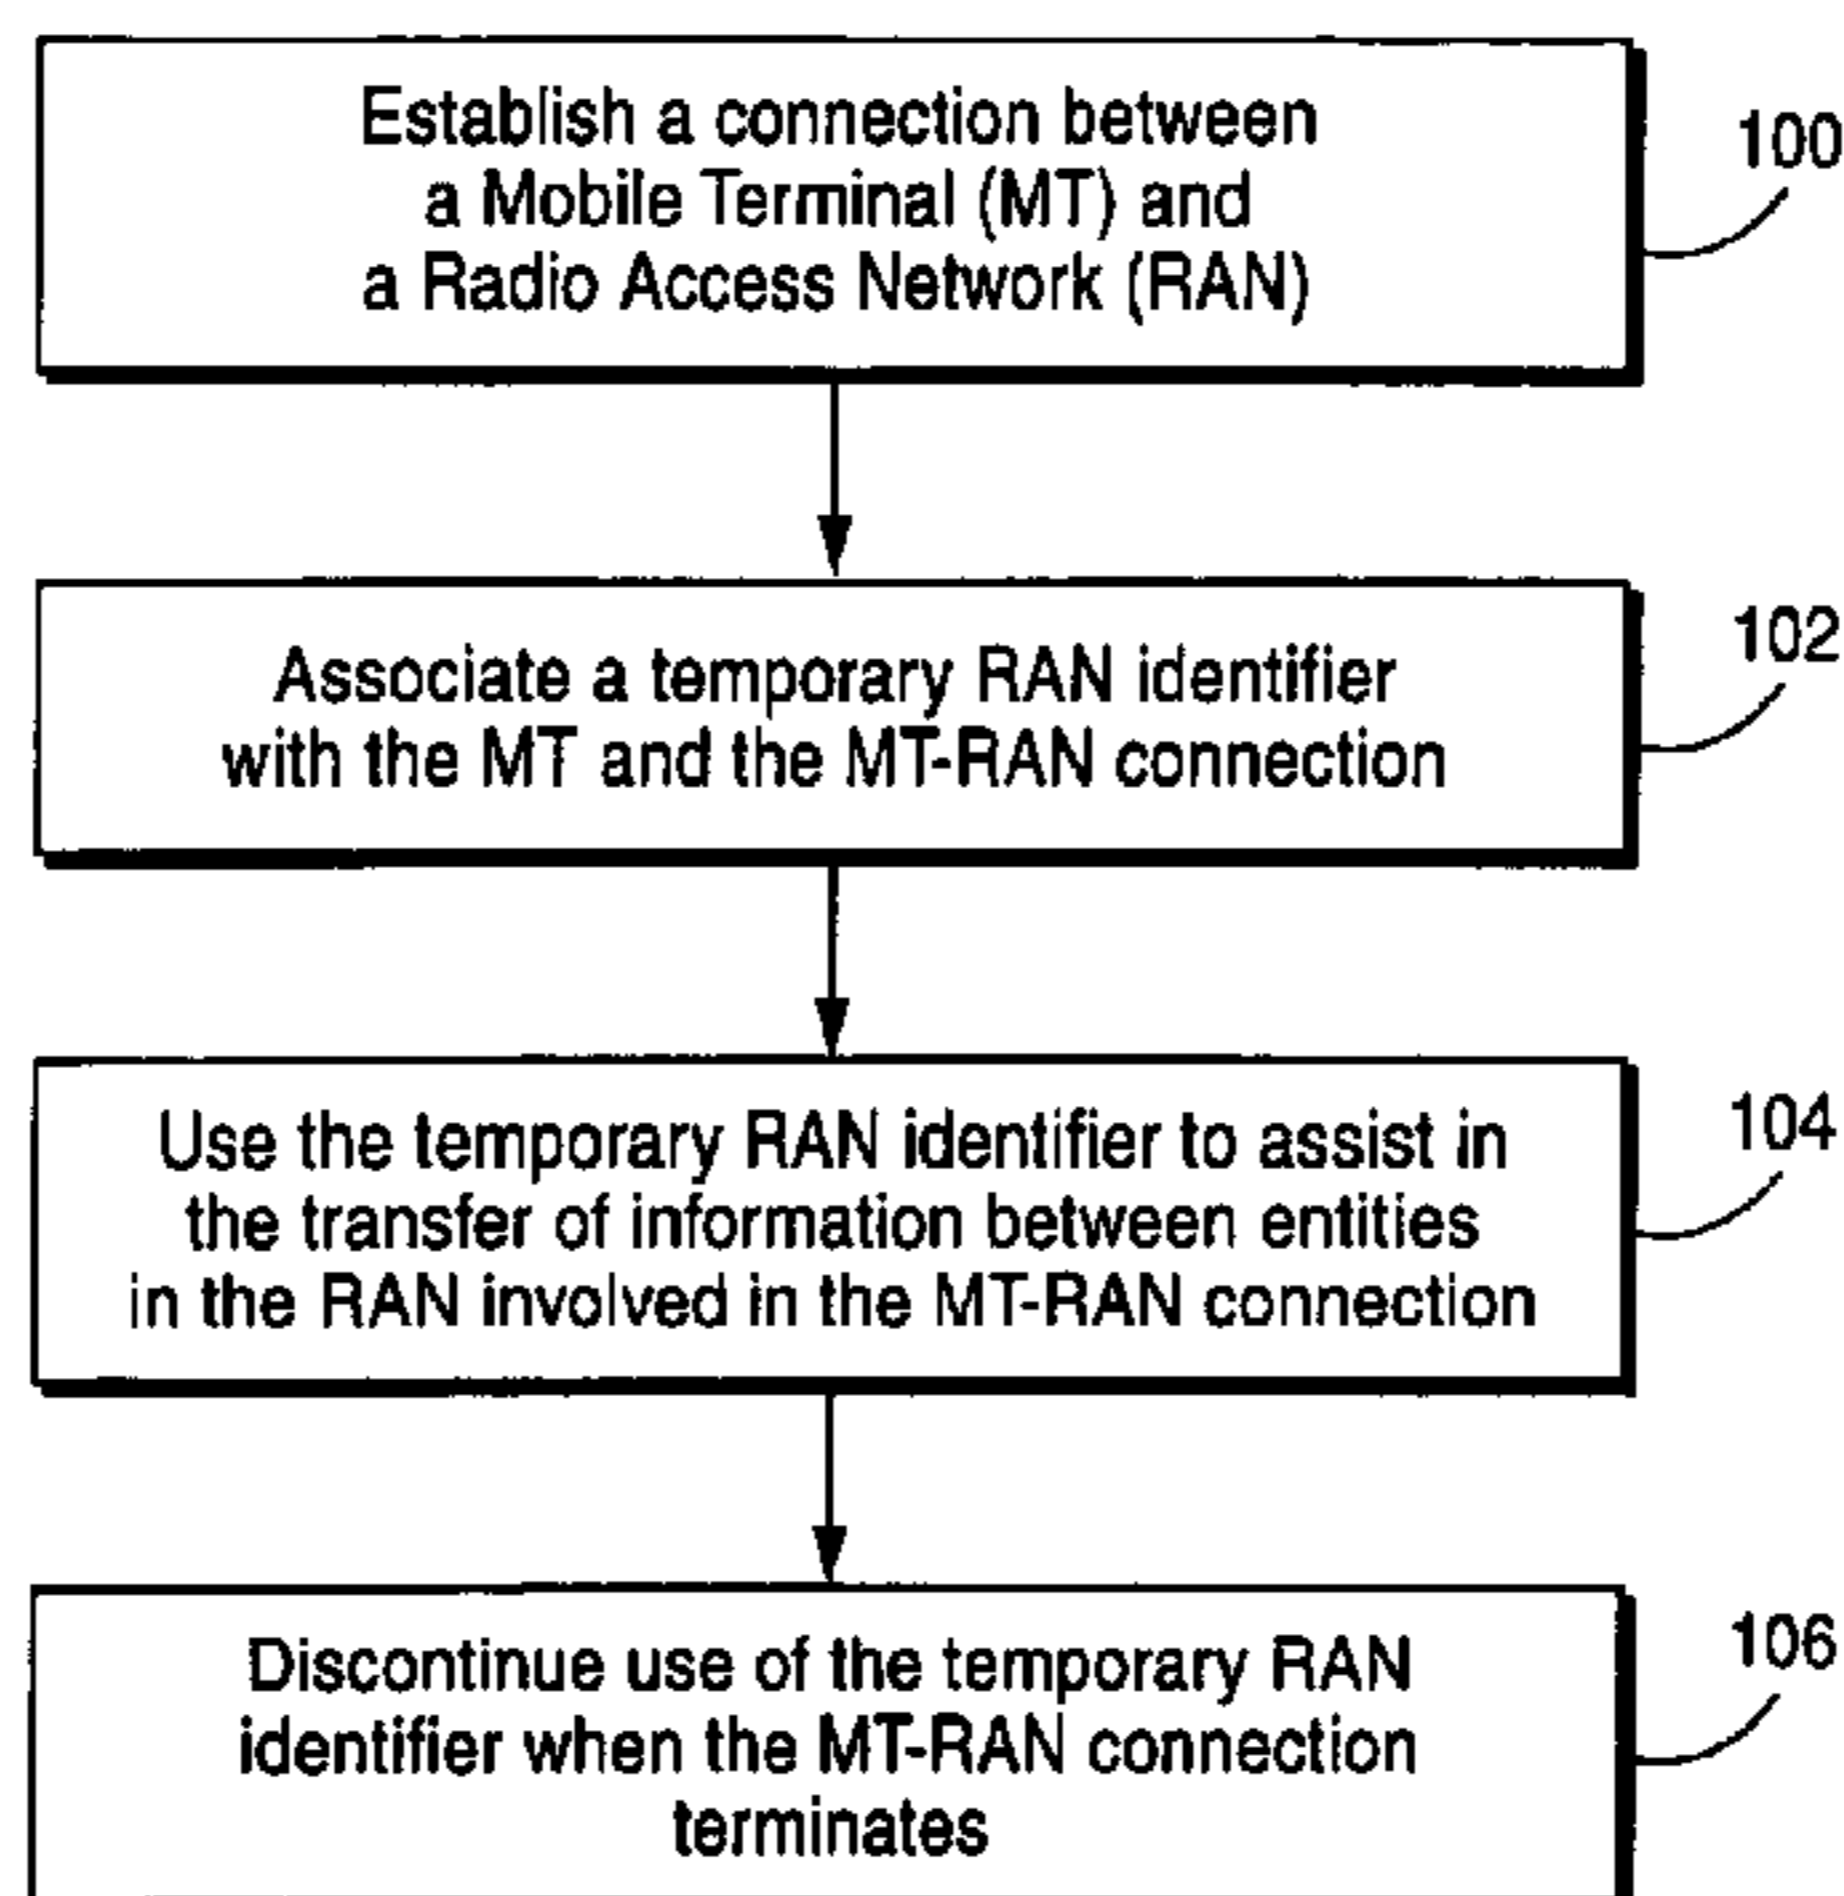 Establish a connection between
a Mobile Terminal (MT) and
a Radio Access Network (RAN)
100
Associate a temporary RAN identifier
with the MT and the MT-RAN connection
102
Use the temporary RAN identifier to assist in
the transfer of information between entities
in the RAN involved in the MT-RAN connection
104
Discontinue use of the temporary RAN
identifier when the MT-RAN connection
terminates
106